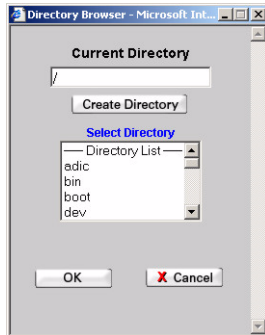 Directory Browser - Microsoft Int...
Current Directory
/
Create Directory
Select Directory
—— Directory List ——
adic
bin
boot
dev
OK
X Cancel